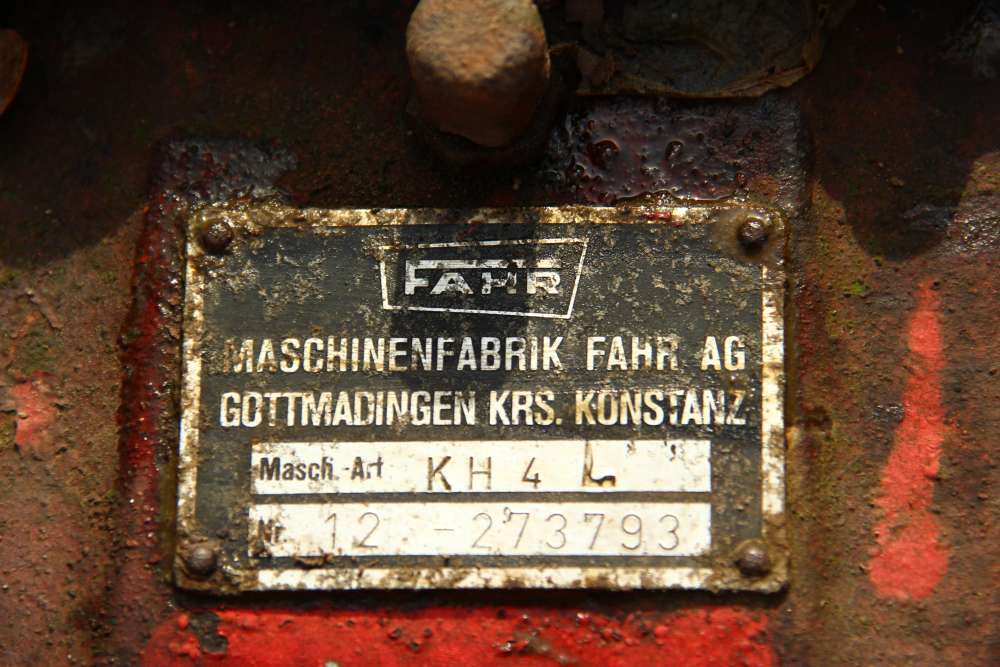 FAHR
MASCHINENFABRIK FAHR AG
GOTTMADINGEN KRS. KONSTANZ
Masch.-Art KH 4 L
Nr. 12 - 273793